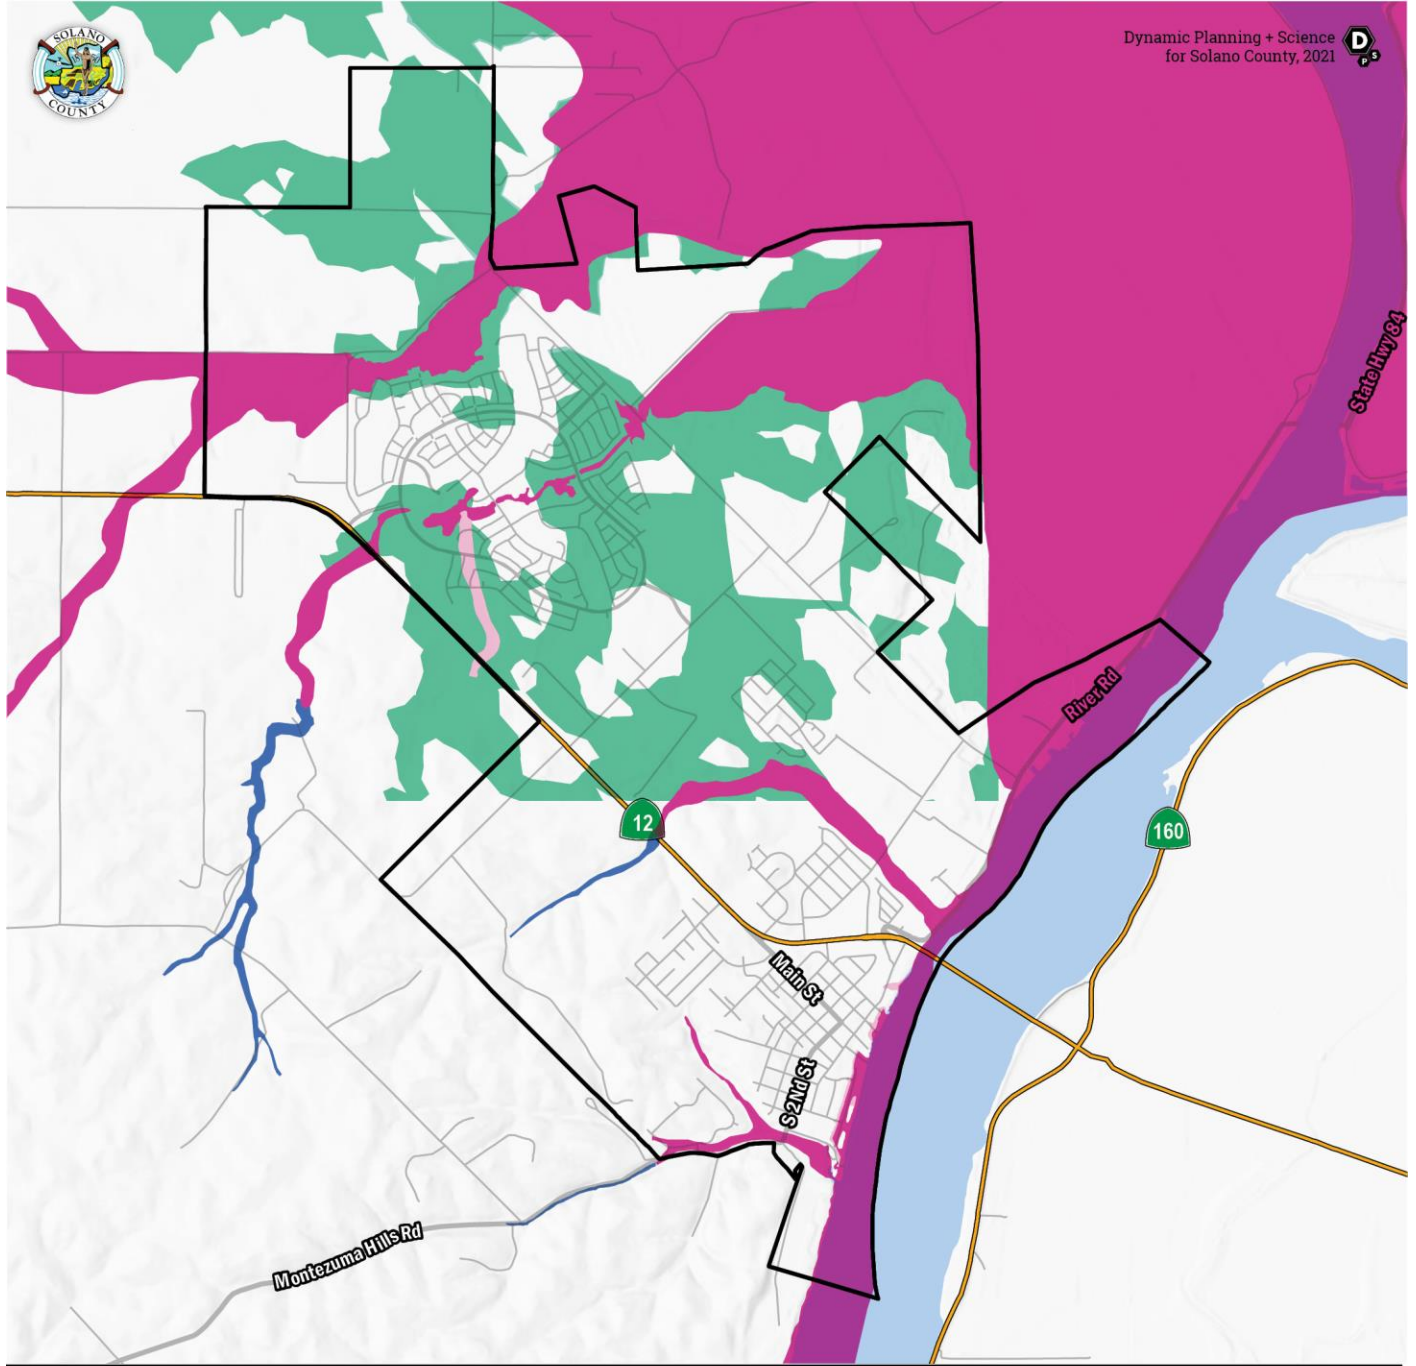 SOLANO
COUNTY
Dynamic Planning + Science
for Solano County, 2021
D
P S
State Hwy 84
River Rd
12
160
Main St
S 2Nd St
Montezuma Hills Rd